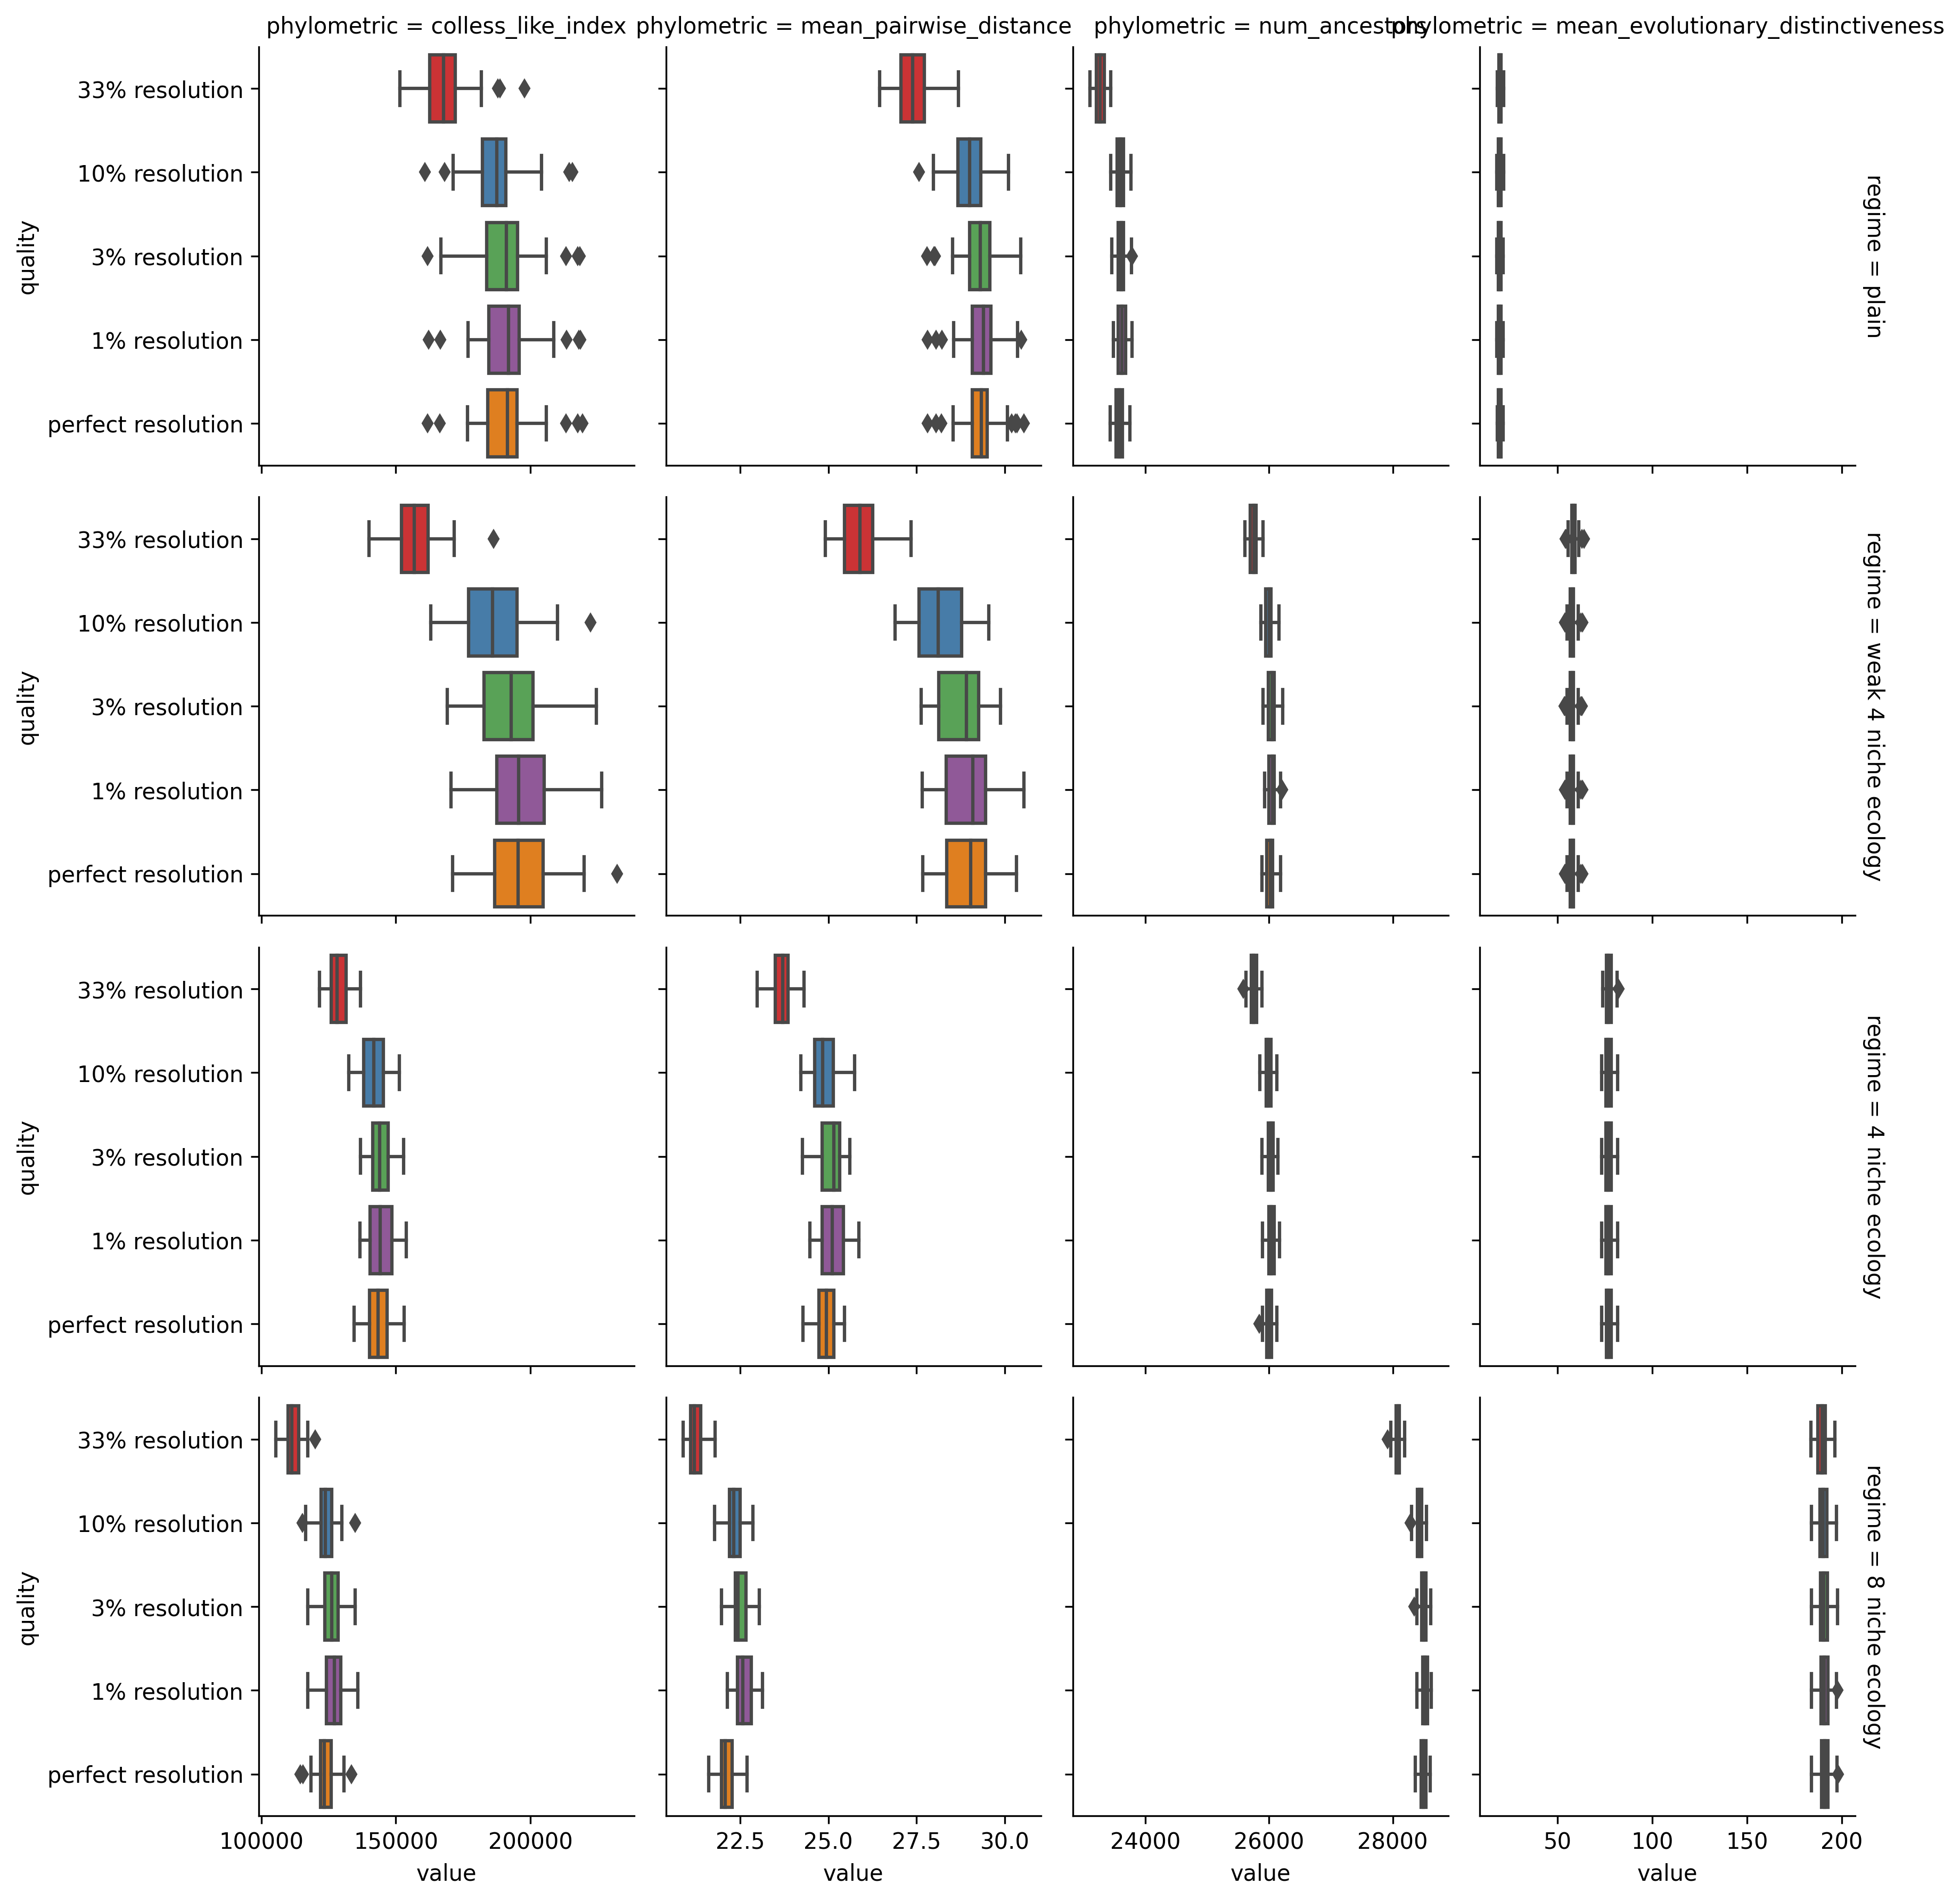 phylometric = colless_like_index
phylometric = mean_pairwise_distance
phylometric = num_ancestors
phylometric = mean_evolutionary_distinctiveness
quality
33% resolution
10% resolution
3% resolution
1% resolution
perfect resolution
regime = plain
quality
33% resolution
10% resolution
3% resolution
1% resolution
perfect resolution
regime = weak 4 niche ecology
quality
33% resolution
10% resolution
3% resolution
1% resolution
perfect resolution
regime = 4 niche ecology
quality
33% resolution
10% resolution
3% resolution
1% resolution
perfect resolution
regime = 8 niche ecology
100000 150000 200000
22.5 25.0 27.5 30.0
24000 26000 28000
50 100 150 200
value
value
value
value